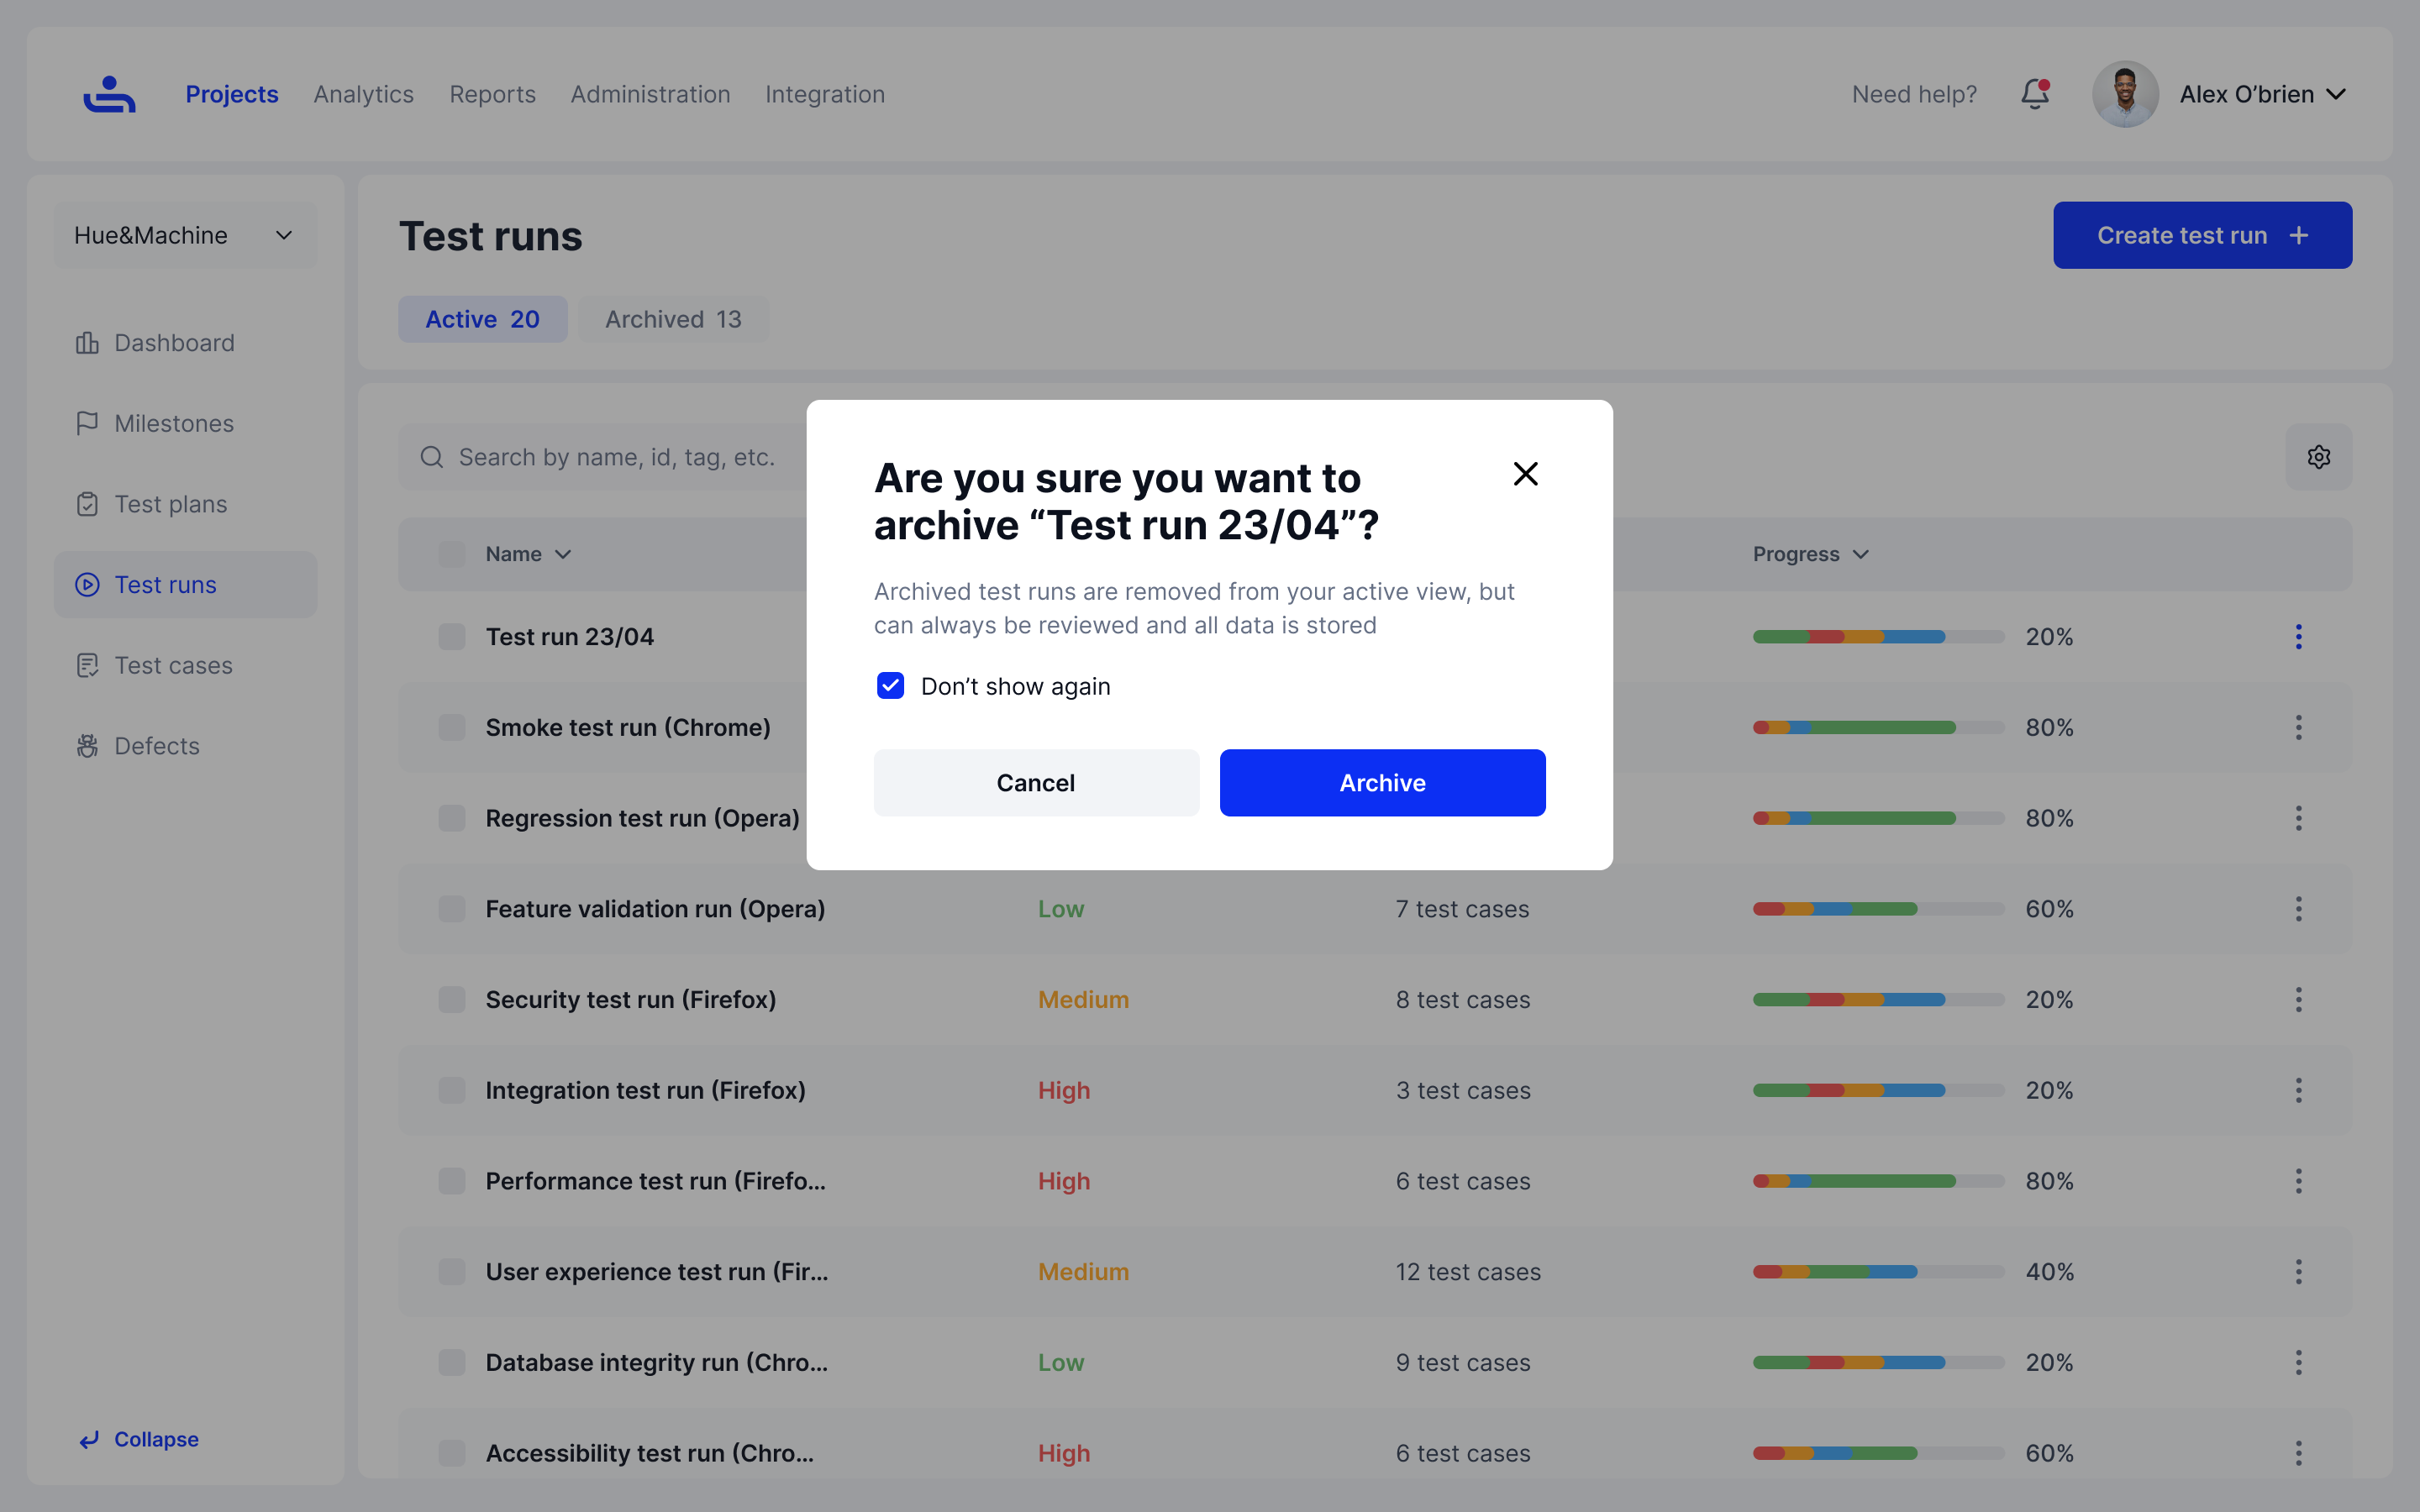 Projects Analytics Reports Administration Integration Need help? Alex O’brien
Hue&Machine
Dashboard
Milestones
Test plans
Test runs
Test cases
Defects
Collapse
Test runs
Create test run
Active 20 Archived 13
Search by name, id, tag, etc.
Name Progress
Test run 23/04 20%
Smoke test run (Chrome) 80%
Regression test run (Opera) 80%
Feature validation run (Opera) Low 7 test cases 60%
Security test run (Firefox) Medium 8 test cases 20%
Integration test run (Firefox) High 3 test cases 20%
Performance test run (Firefo... High 6 test cases 80%
User experience test run (Fir... Medium 12 test cases 40%
Database integrity run (Chro... Low 9 test cases 20%
Accessibility test run (Chro... High 6 test cases 60%
Are you sure you want to
archive “Test run 23/04”?
Archived test runs are removed from your active view, but
can always be reviewed and all data is stored
Don’t show again
Cancel Archive